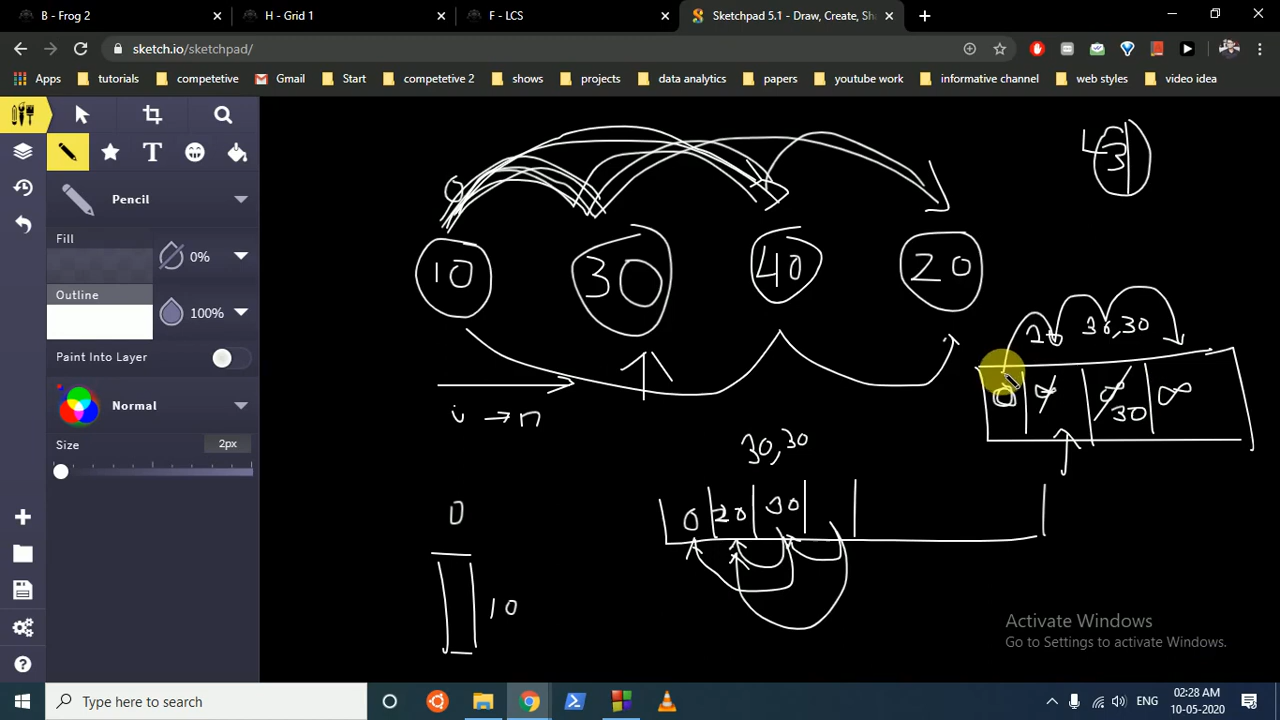 B - Frog 2
H - Grid 1
F - LCS
Sketchpad 5.1 - Draw, Create, Sh
sketch.io/sketchpad/
Apps
tutorials
competetive
Gmail
Start
competetive 2
shows
projects
data analytics
papers
youtube work
informative channel
web styles
video idea
Pencil
Fill
0%
Outline
100%
Paint Into Layer
Normal
Size
2px
0
10
30
40
20
3
20
30,30
0
∞
∞
∞
30
i → n
30,30
0 20 30
0
10
Activate Windows
Go to Settings to activate Windows.
Type here to search
ENG
02:28 AM
10-05-2020